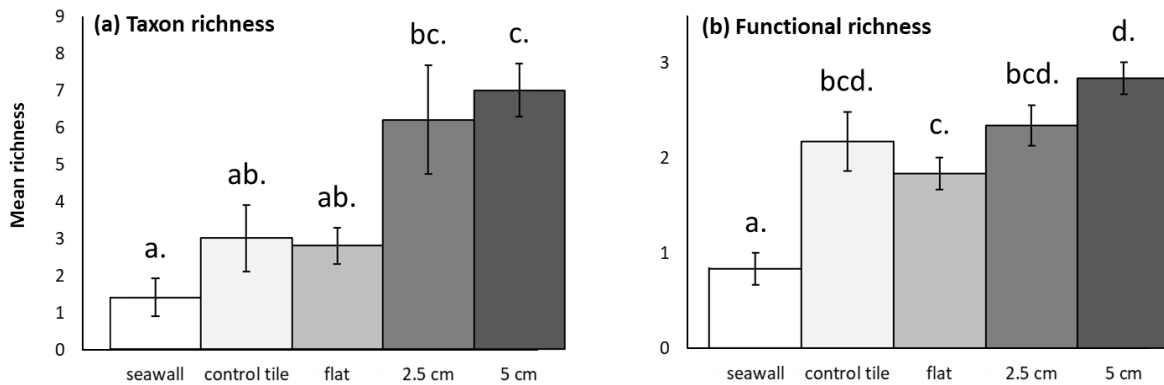 (a) Taxon richness
Mean richness
9
8
7
6
5
4
3
2
1
0
a.
ab.
ab.
bc.
c.
seawall control tile flat 2.5 cm 5 cm
(b) Functional richness
3
2
1
0
a.
bcd.
c.
bcd.
d.
seawall control tile flat 2.5 cm 5 cm